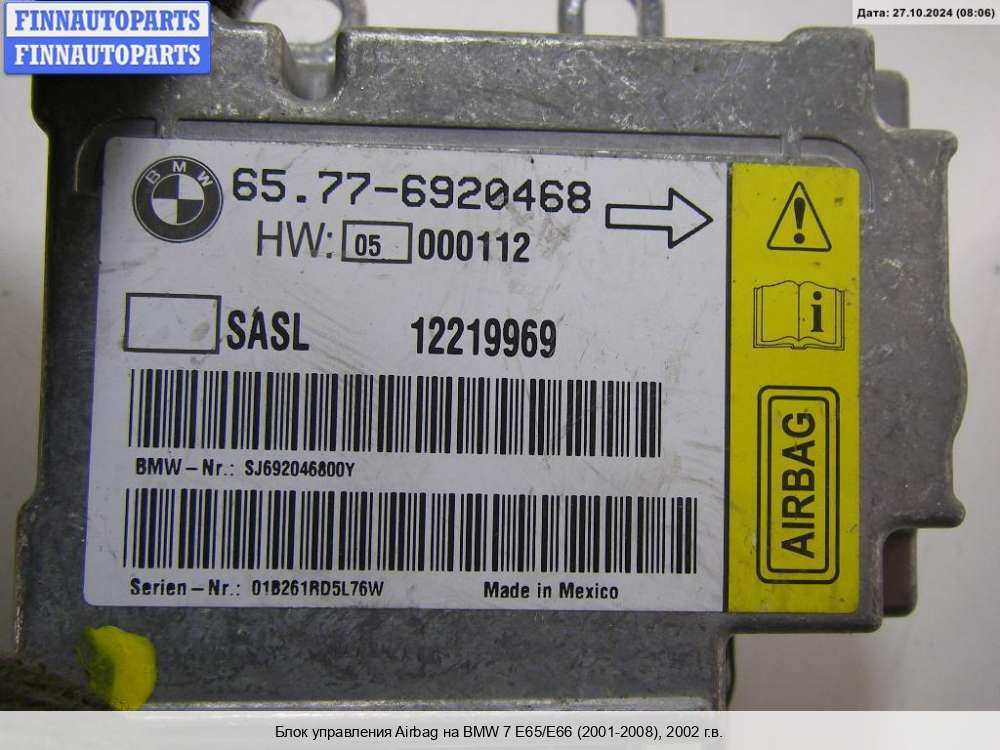 FINNAUTOPARTS
FINNAUTOPARTS
Дата: 27.10.2024 (08:06)
BMW
65.77-6920468
HW: 05 000112
SASL 12219969
BMW-Nr.: SJ692046800Y
Serien-Nr.: 01B261RD5L76W Made in Mexico
!
i
AIRBAG
Блок управления Airbag на BMW 7 E65/E66 (2001-2008), 2002 г.в.